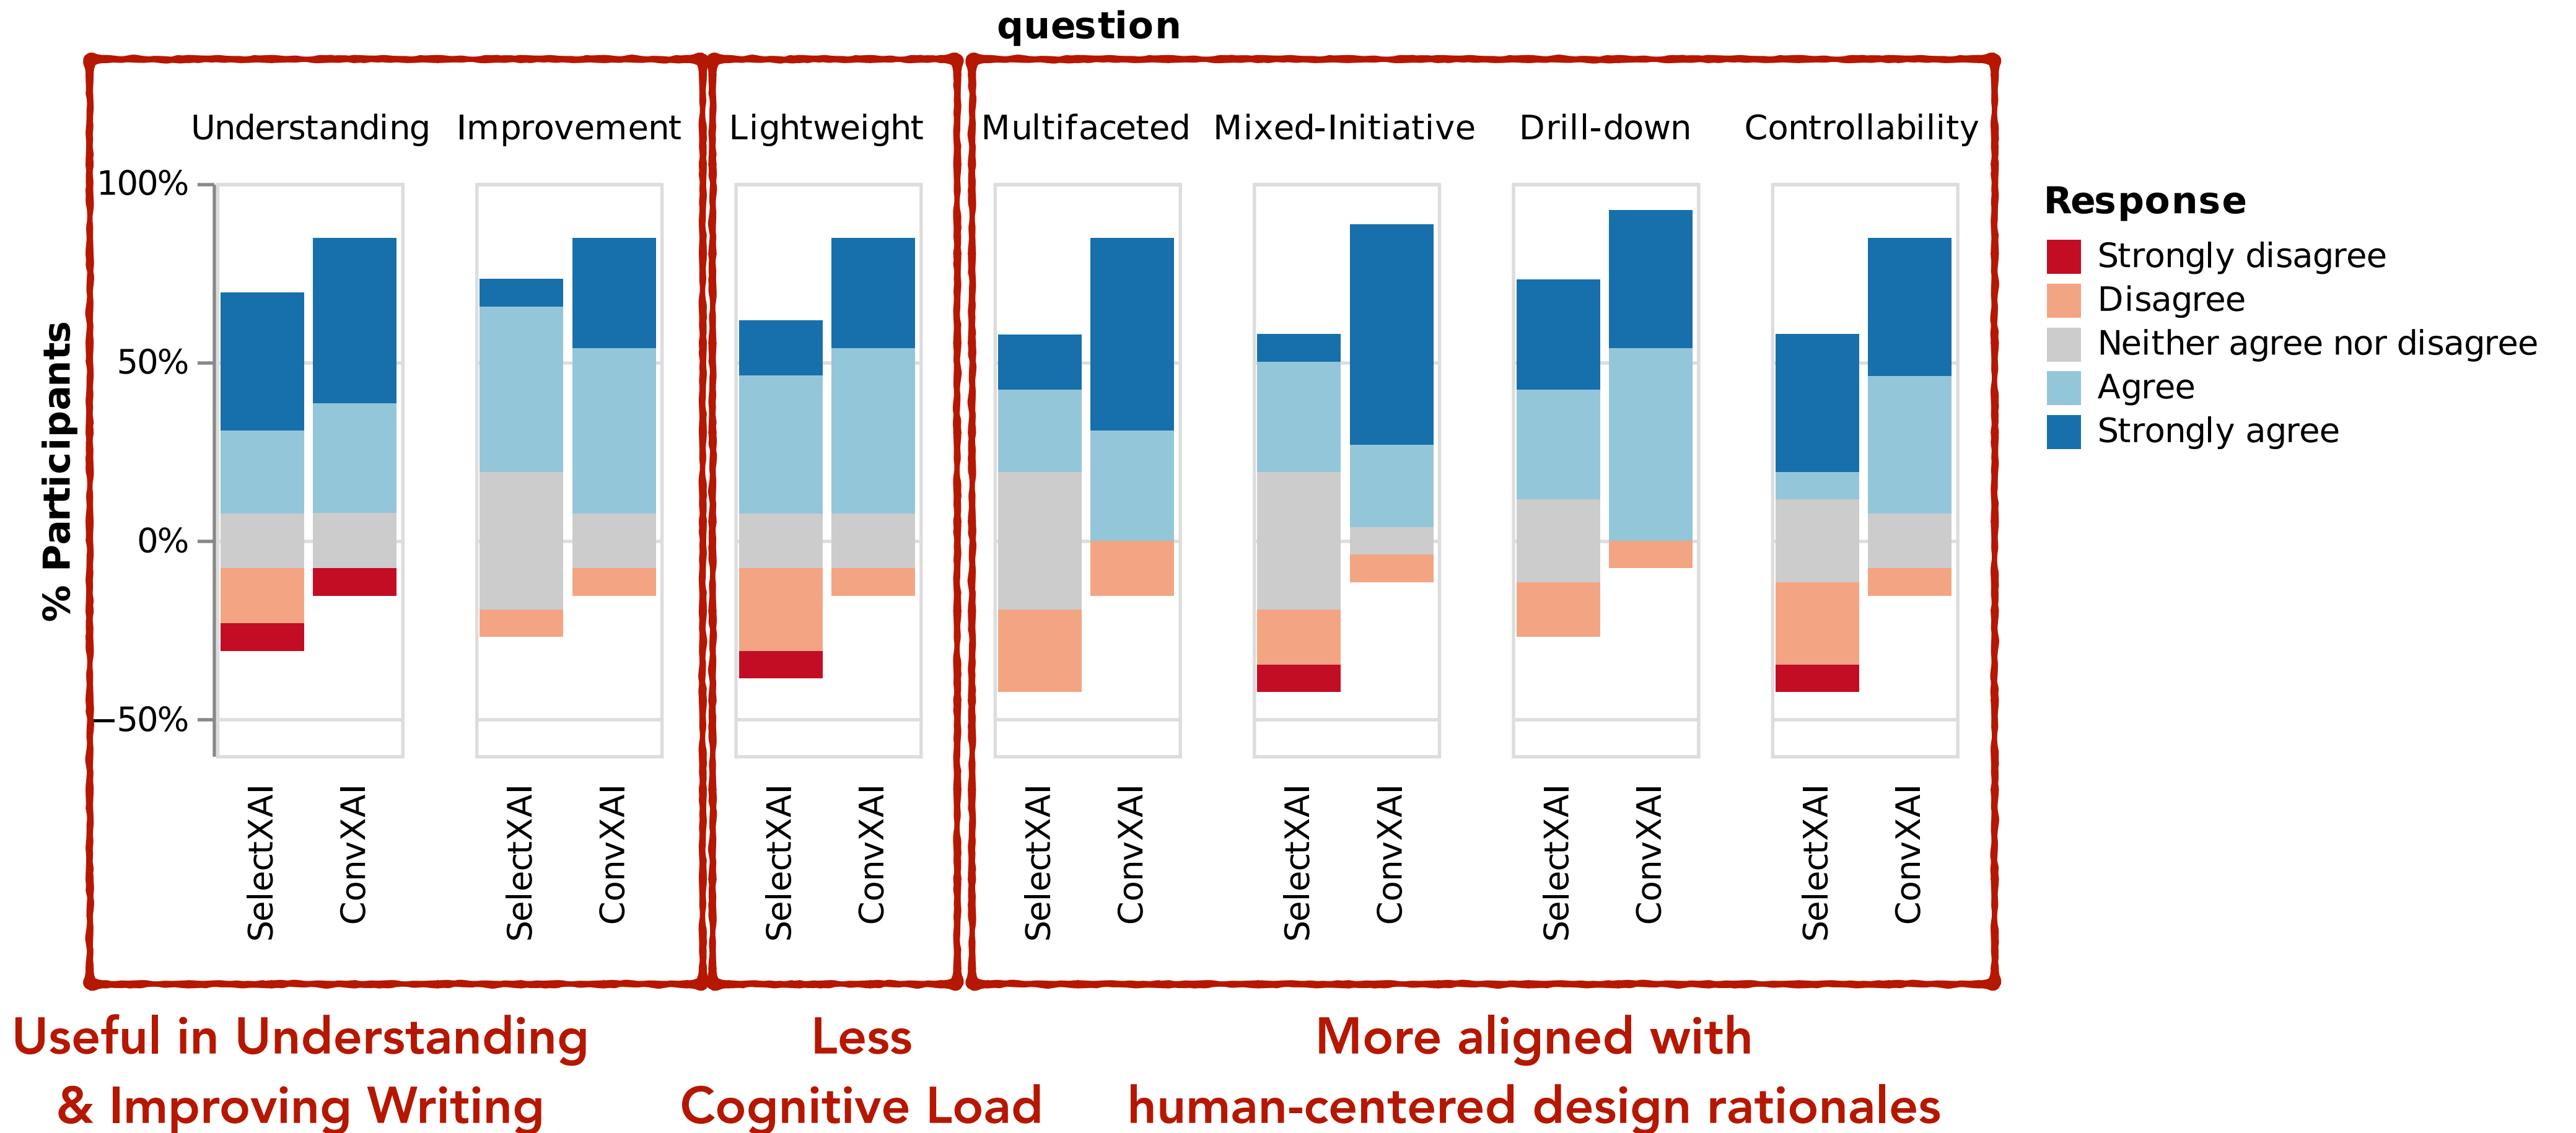 question
Understanding Improvement Lightweight Multifaceted Mixed-Initiative Drill-down Controllability
100%
50%
0%
−50%
% Participants
SelectXAI ConvXAI SelectXAI ConvXAI SelectXAI ConvXAI SelectXAI ConvXAI SelectXAI ConvXAI SelectXAI ConvXAI SelectXAI ConvXAI
Response
Strongly disagree
Disagree
Neither agree nor disagree
Agree
Strongly agree
Useful in Understanding
& Improving Writing
Less
Cognitive Load
More aligned with
human-centered design rationales